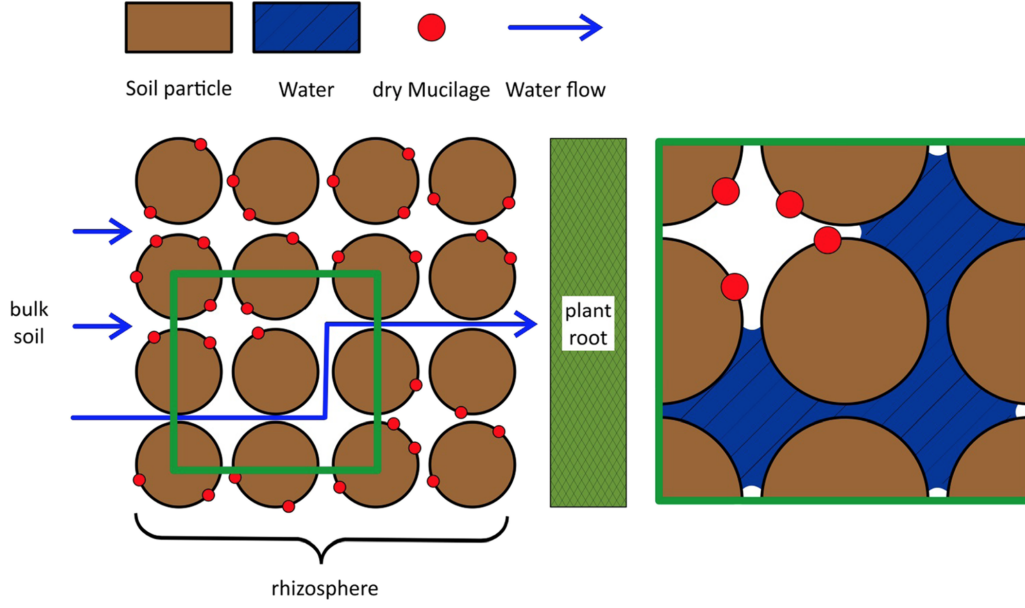 Soil particle
Water
dry Mucilage
Water flow
bulk
soil
plant
root
rhizosphere